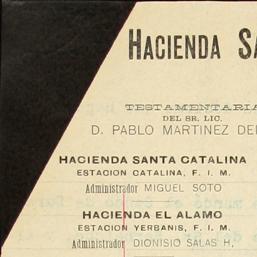 HACIENDA SA
TESTAMENTARIA
DEL SR. LIC.
D. PABLO MARTINEZ DEL
HACIENDA SANTA CATALINA
ESTACION CATALINA, F. I. M.
Administrador MIGUEL SOTO
HACIENDA EL ALAMO
ESTACION YERBANIS, F. I. M.
Administrador DIONISIO SALAS H,